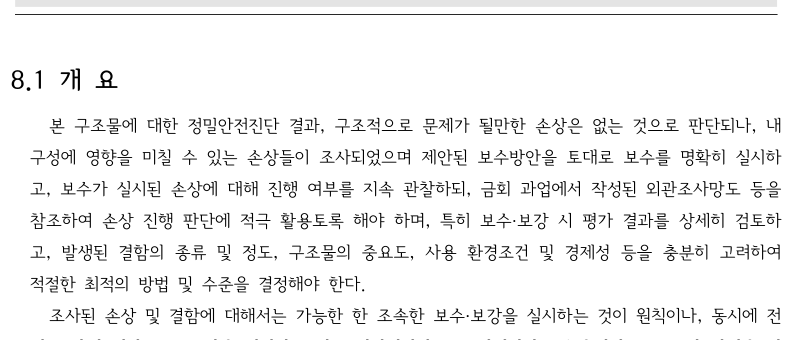 8.1 개 요
본 구조물에 대한 정밀안전진단 결과, 구조적으로 문제가 될만한 손상은 없는 것으로 판단되나, 내
구성에 영향을 미칠 수 있는 손상들이 조사되었으며 제안된 보수방안을 토대로 보수를 명확히 실시하
고, 보수가 실시된 손상에 대해 진행 여부를 지속 관찰하되, 금회 과업에서 작성된 외관조사망도 등을
참조하여 손상 진행 판단에 적극 활용토록 해야 하며, 특히 보수·보강 시 평가 결과를 상세히 검토하
고, 발생된 결함의 종류 및 정도, 구조물의 중요도, 사용 환경조건 및 경제성 등을 충분히 고려하여
적절한 최적의 방법 및 수준을 결정해야 한다.
조사된 손상 및 결함에 대해서는 가능한 한 조속한 보수·보강을 실시하는 것이 원칙이나, 동시에 전